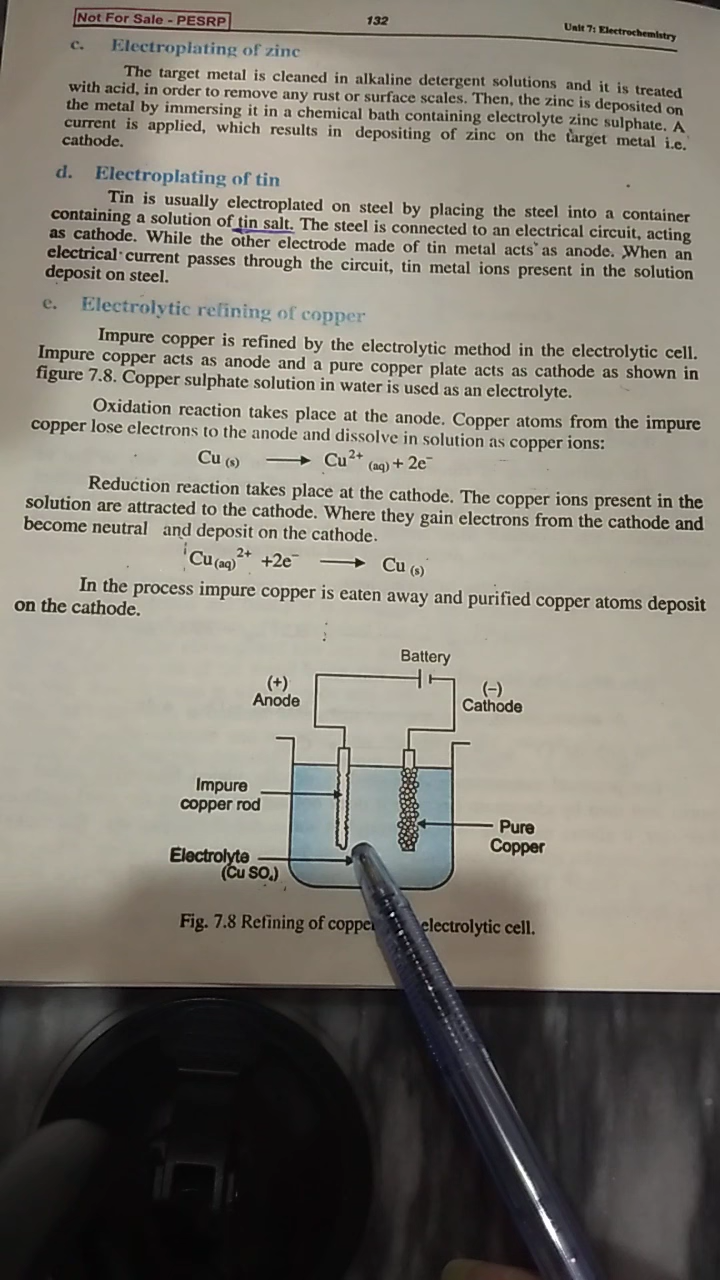 Not For Sale - PESRP
132
Unit 7: Electrochemistry
c. Electroplating of zinc
The target metal is cleaned in alkaline detergent solutions and it is treated
with acid, in order to remove any rust or surface scales. Then, the zinc is deposited on
the metal by immersing it in a chemical bath containing electrolyte zinc sulphate. A
current is applied, which results in depositing of zinc on the target metal i.e.
cathode.
d. Electroplating of tin
Tin is usually electroplated on steel by placing the steel into a container
containing a solution of tin salt. The steel is connected to an electrical circuit, acting
as cathode. While the other electrode made of tin metal acts as anode. When an
electrical current passes through the circuit, tin metal ions present in the solution
deposit on steel.
e. Electrolytic refining of copper
Impure copper is refined by the electrolytic method in the electrolytic cell.
Impure copper acts as anode and a pure copper plate acts as cathode as shown in
figure 7.8. Copper sulphate solution in water is used as an electrolyte.
Oxidation reaction takes place at the anode. Copper atoms from the impure
copper lose electrons to the anode and dissolve in solution as copper ions:
Cu (s) ⟶ Cu²⁺ (aq) + 2e⁻
Reduction reaction takes place at the cathode. The copper ions present in the
solution are attracted to the cathode. Where they gain electrons from the cathode and
become neutral and deposit on the cathode.
Cu(aq)²⁺ +2e⁻ ⟶ Cu (s)
In the process impure copper is eaten away and purified copper atoms deposit
on the cathode.
Battery
(+)
Anode
(–)
Cathode
Impure
copper rod
Pure
Copper
Electrolyte
(Cu SO₄)
Fig. 7.8 Refining of electrolytic cell.